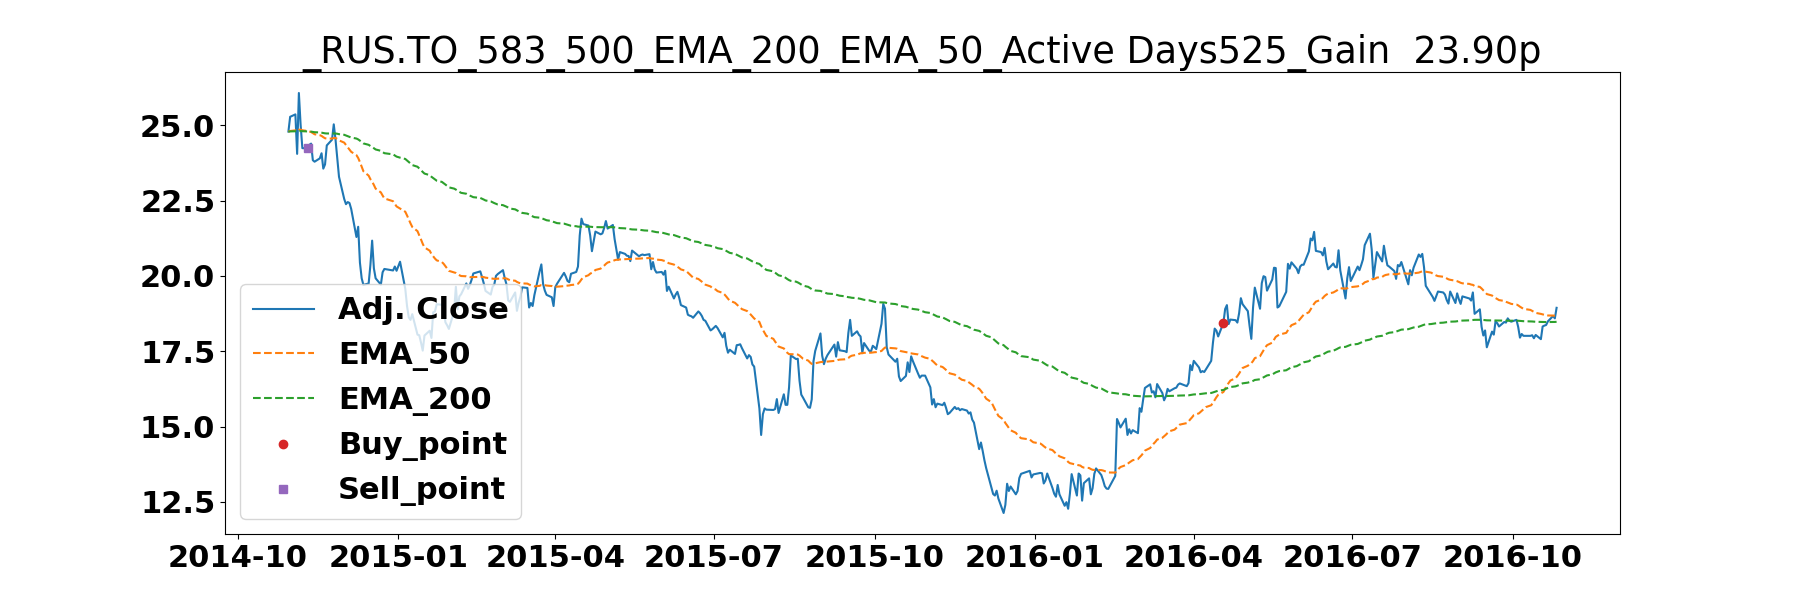 _RUS.TO_583_500_EMA_200_EMA_50_Active Days525_Gain  23.90p
25.0
22.5
20.0
17.5
15.0
12.5
Adj. Close
EMA_50
EMA_200
Buy_point
Sell_point
2014-10 2015-01 2015-04 2015-07 2015-10 2016-01 2016-04 2016-07 2016-10